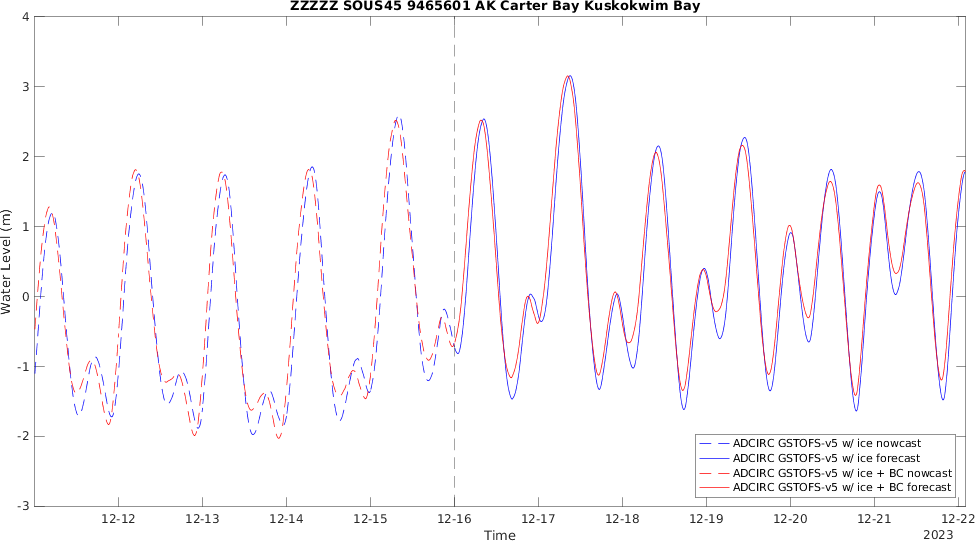 ZZZZZ SOUS45 9465601 AK Carter Bay Kuskokwim Bay
4
3
2
1
0
-1
-2
-3
Water Level (m)
12-12
12-13
12-14
12-15
12-16
12-17
12-18
12-19
12-20
12-21
12-22
Time
2023
ADCIRC GSTOFS-v5 w/ ice nowcast
ADCIRC GSTOFS-v5 w/ ice forecast
ADCIRC GSTOFS-v5 w/ ice + BC nowcast
ADCIRC GSTOFS-v5 w/ ice + BC forecast